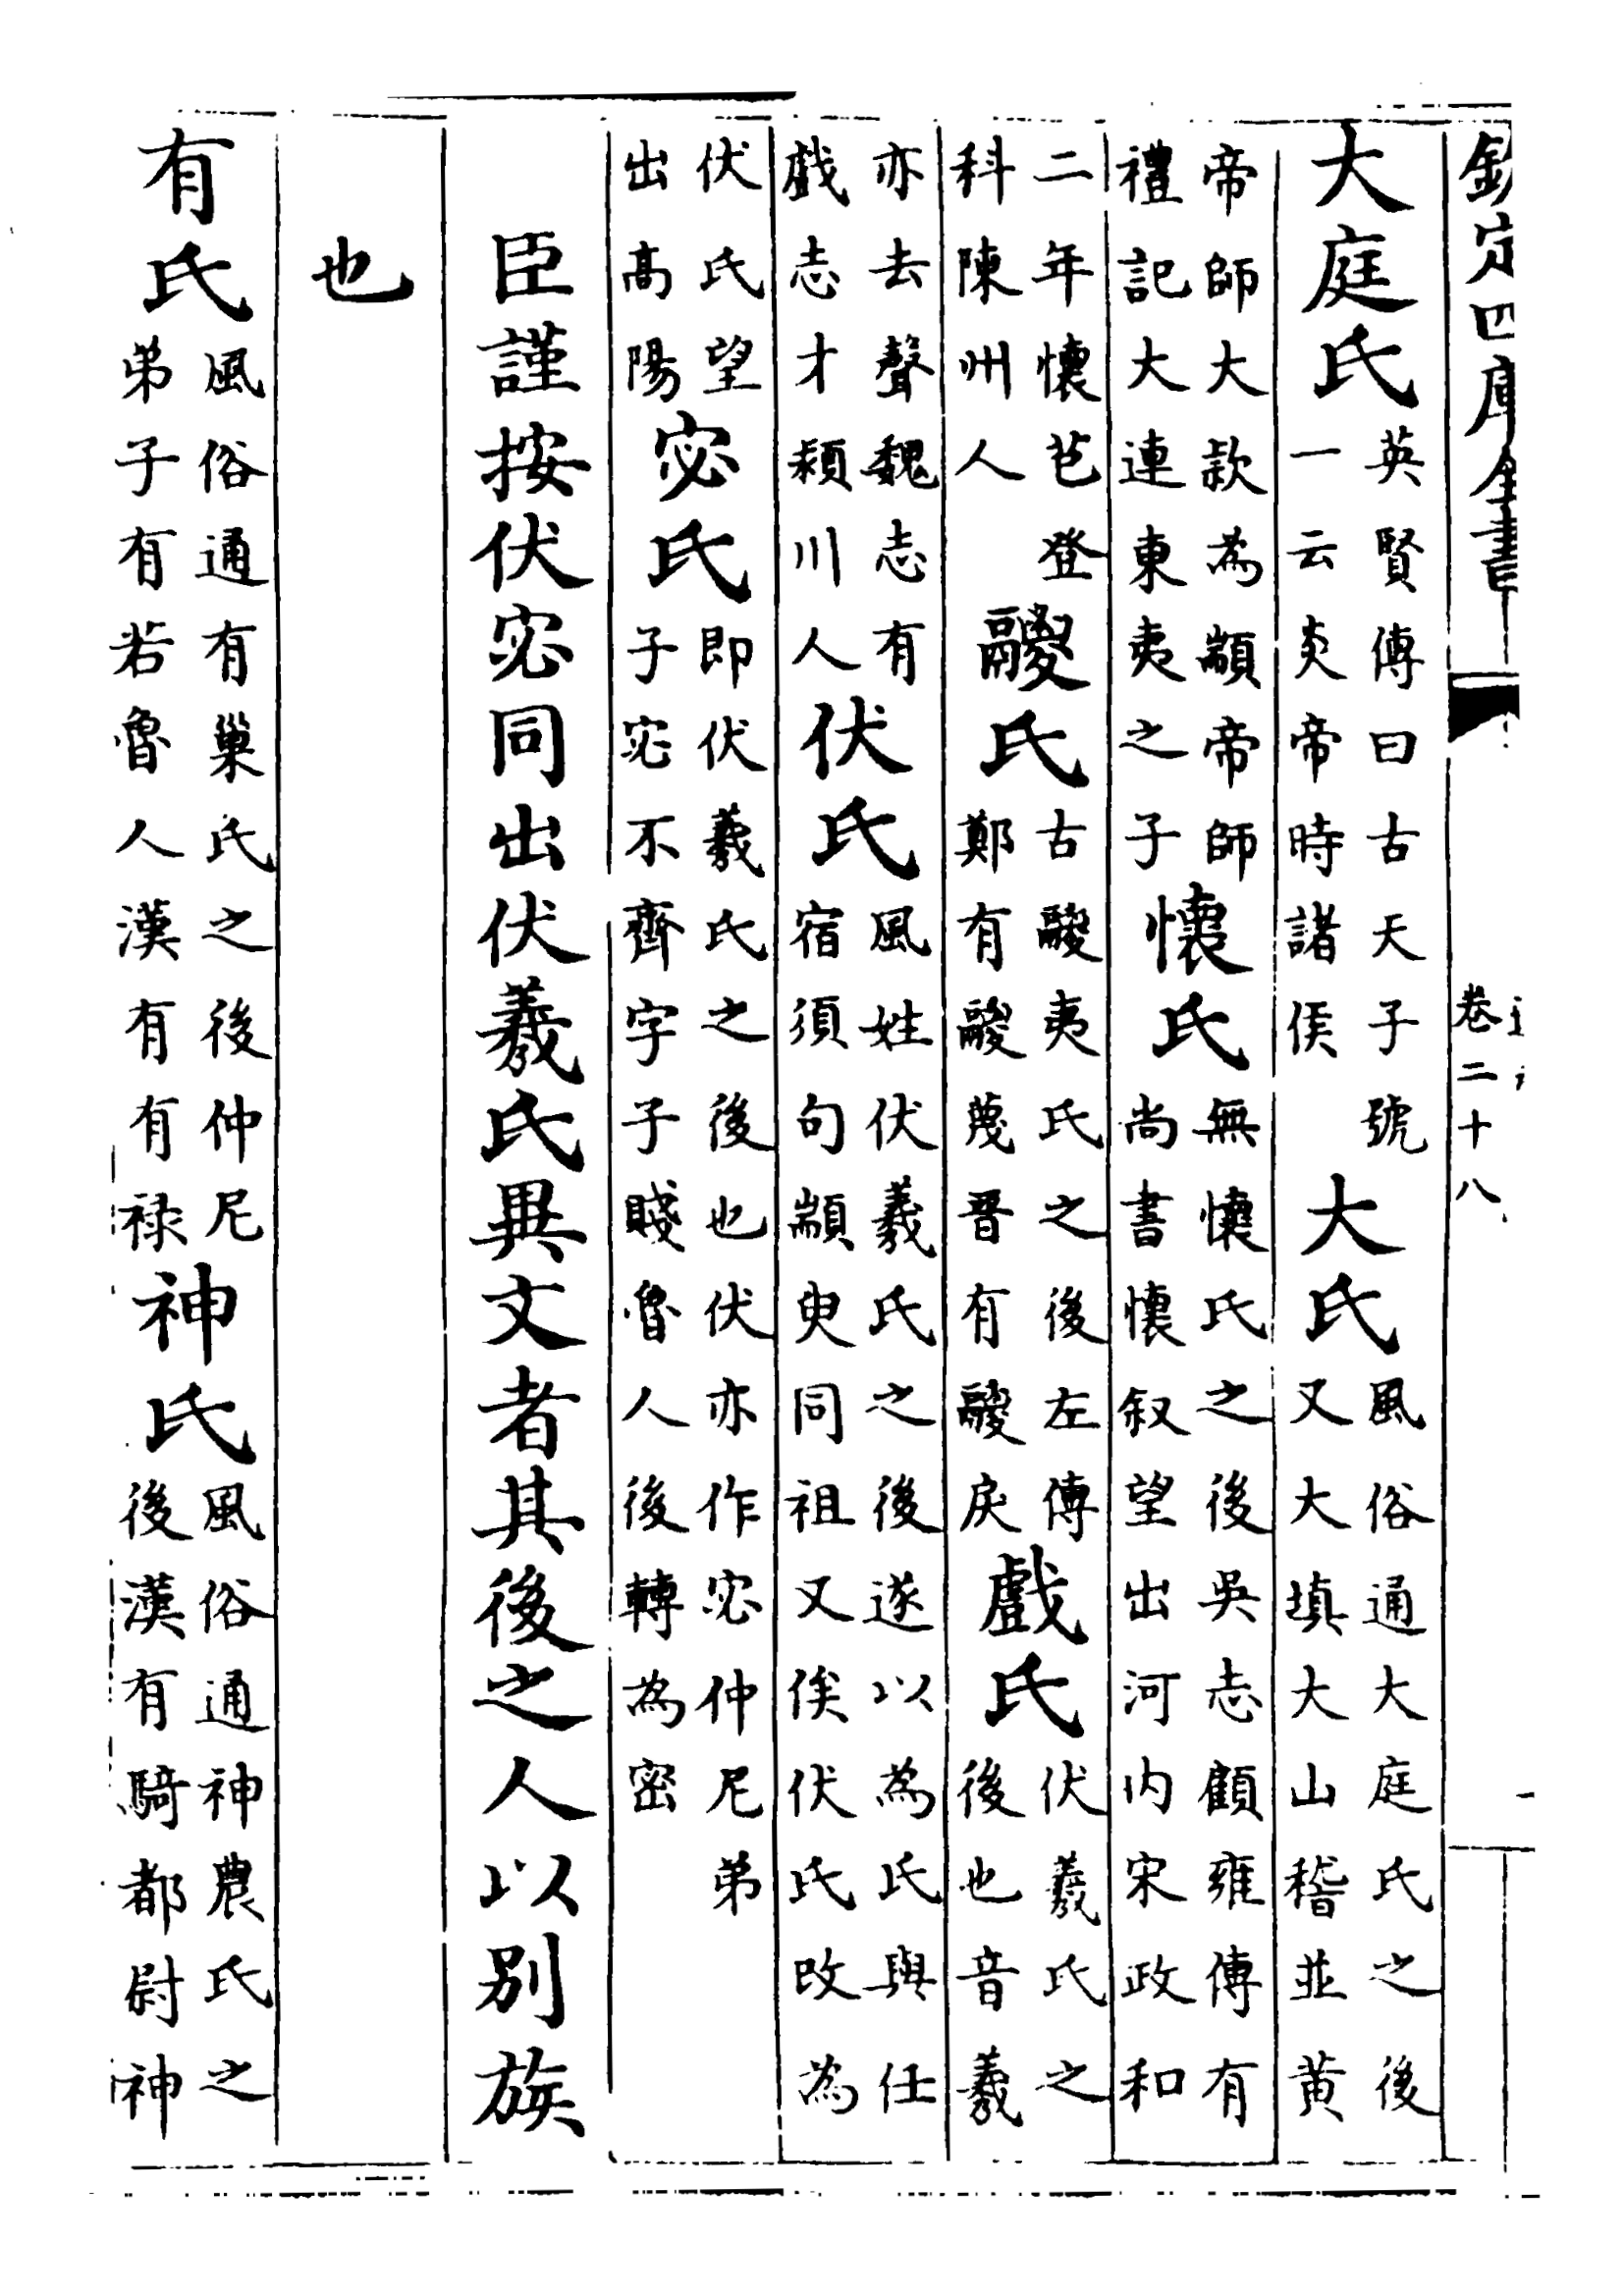 欽定四庫全書
卷二十八
大庭氏
英賢傳曰古天子號
一云炎帝時諸侯
大氏
風俗通大庭氏之後
又大填大山稽並黄
帝師大款為顓帝師
禮記大連東夷之子
懷氏
無懷氏之後吳志顧雍傳有
尚書懷叙望出河内宋政和
二年懷芑登
科陳州人
鬷氏
古鬷夷氏之後左傳
鄭有鬷蔑晉有鬷戾
戲氏
伏羲氏之
後也音羲
亦去聲魏志有
戲志才潁川人
伏氏
風姓伏羲氏之後遂以為氏與任
宿須句顓臾同祖又俟伏氏改為
伏氏望
出高陽
宓氏
即伏羲氏之後也伏亦作宓仲尼弟
子宓不齊字子賤魯人後轉為密
臣謹按伏宓同出伏羲氏異文者其後之人以别族
也
有氏
風俗通有巢氏之後仲尼
弟子有若魯人漢有有禄
神氏
風俗通神農氏之
後漢有騎都尉神